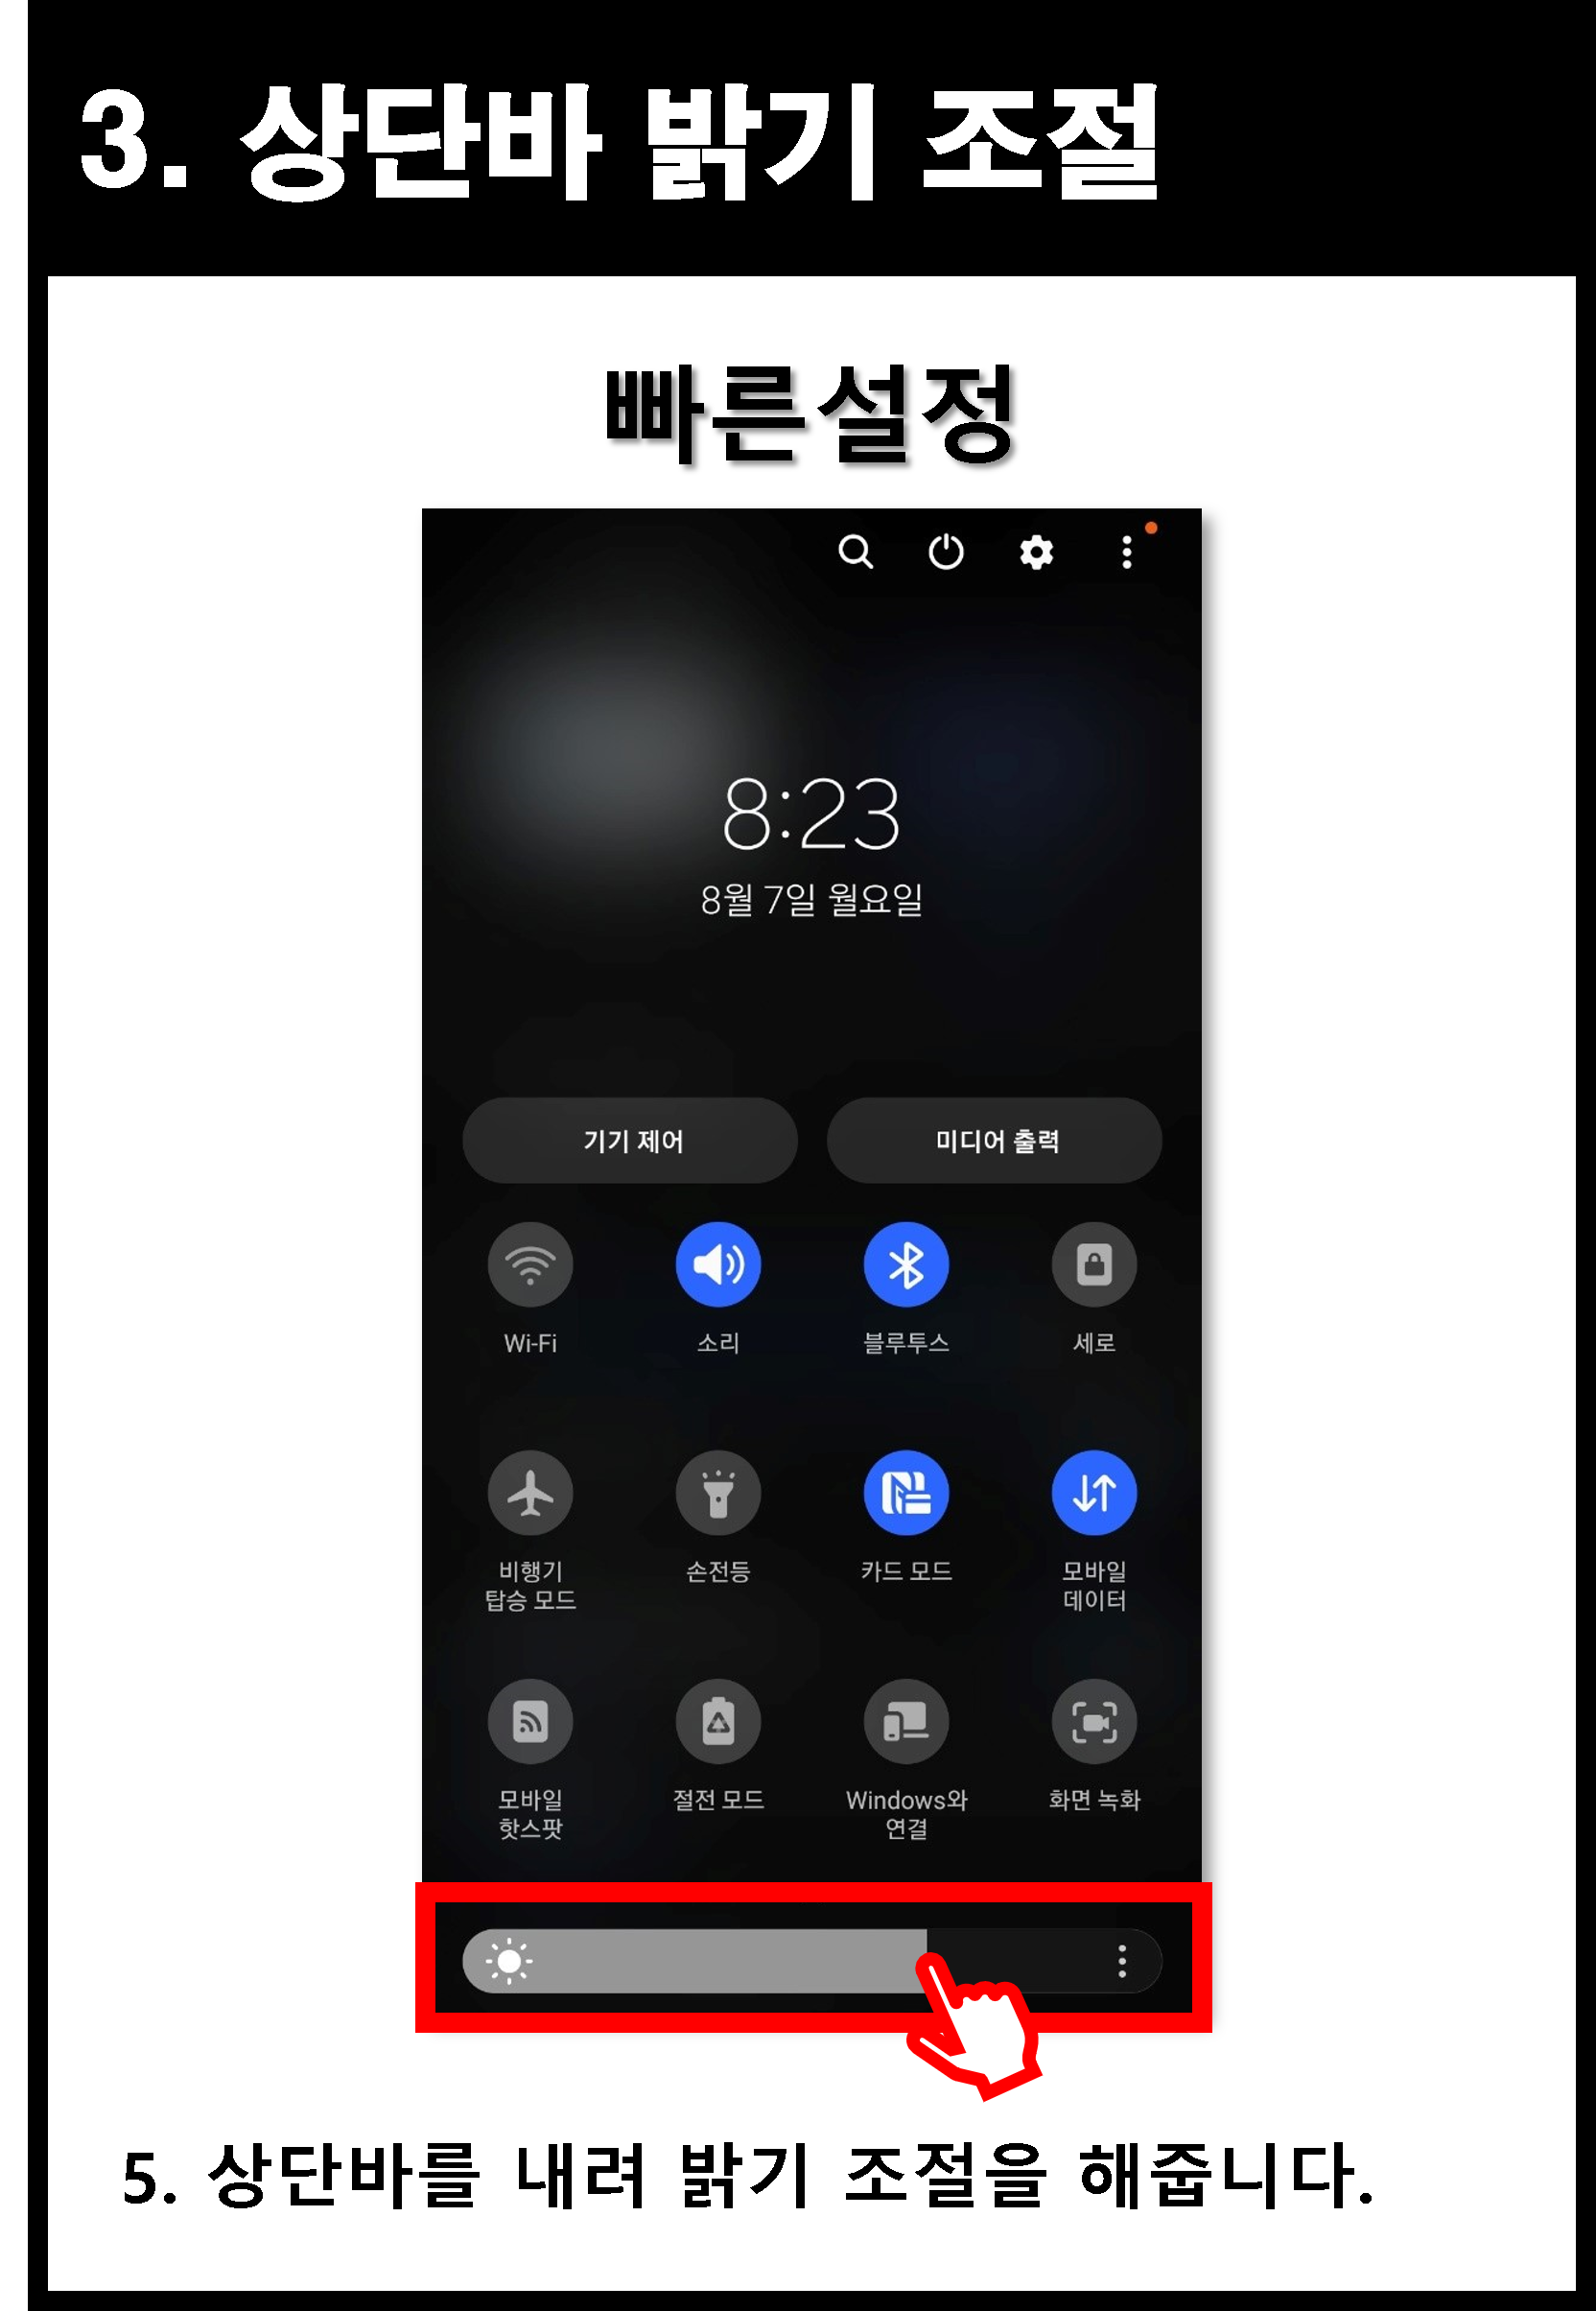 3. 상단바 밝기 조절
빠른설정
8:23
8월 7일 월요일
기기 제어 미디어 출력
Wi-Fi 소리 블루투스 세로
비행기 탑승 모드 손전등 카드 모드 모바일 데이터
모바일 핫스팟 절전 모드 Windows와 연결 화면 녹화
5. 상단바를 내려 밝기 조절을 해줍니다.